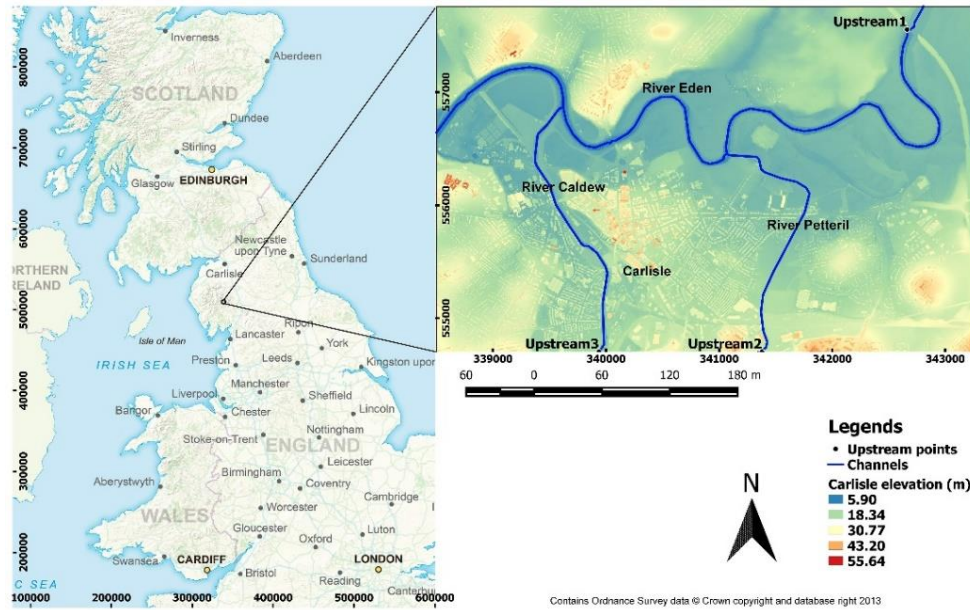 Inverness
Aberdeen
SCOTLAND
Dundee
Stirling
Glasgow
EDINBURGH
Newcastle
upon Tyne
Sunderland
Carlisle
NORTHERN
IRELAND
Isle of Man
Ripon
Lancaster
York
IRISH SEA
Preston
Leeds
Kingston upon
Manchester
Liverpool
Sheffield
Bangor
Chester
Lincoln
Stoke-on-Trent
Nottingham
ENGLAND
Leicester
Birmingham
Aberystwyth
Coventry
Cambridge
Worcester
WALES
Gloucester
Luton
Oxford
Swansea
CARDIFF
LONDON
Bristol
Reading
Canterbur
C SEA
800000
700000
600000
500000
400000
300000
200000
100000 200000 300000 400000 500000 600000
Upstream1
River Eden
River Caldew
River Petteril
Carlisle
Upstream3
Upstream2
557000
556000
555000
339000 340000 341000 342000 343000
60 0 60 120 180 m
Legends
Upstream points
Channels
Carlisle elevation (m)
5.90
18.34
30.77
43.20
55.64
N
Contains Ordnance Survey data © Crown copyright and database right 2013